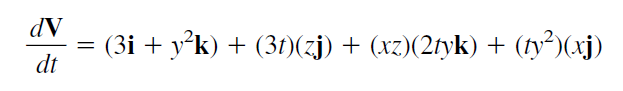 dV/dt = (3i + y²k) + (3t)(zj) + (xz)(2tyk) + (ty²)(xj)